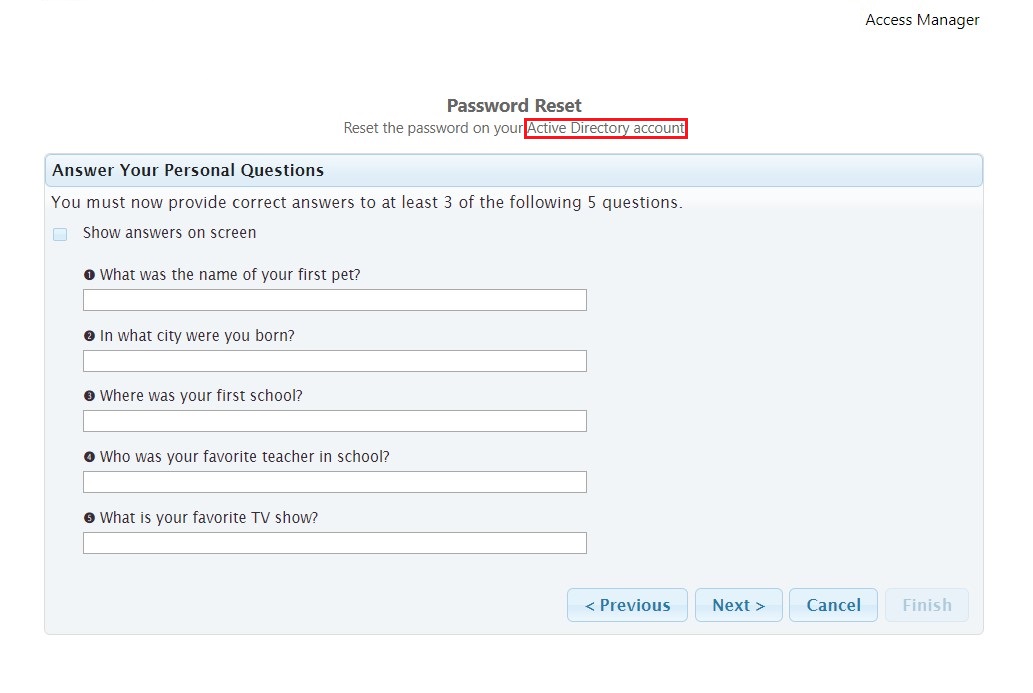 Access Manager
Password Reset
Reset the password on your Active Directory account
Answer Your Personal Questions
You must now provide correct answers to at least 3 of the following 5 questions.
Show answers on screen
❶ What was the name of your first pet?
❷ In what city were you born?
❸ Where was your first school?
❹ Who was your favorite teacher in school?
❺ What is your favorite TV show?
< Previous Next > Cancel Finish